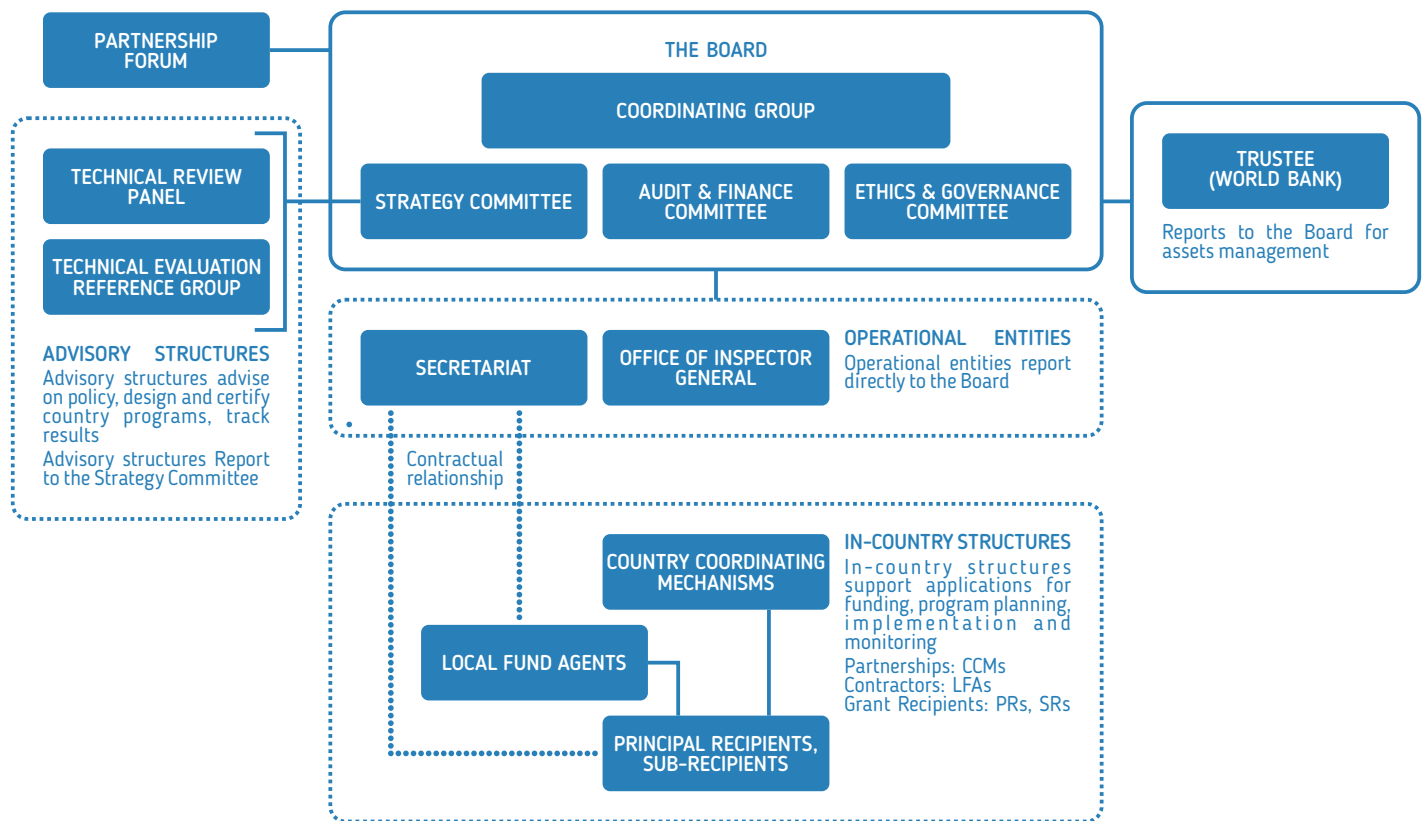 PARTNERSHIP
FORUM
THE BOARD
COORDINATING GROUP
STRATEGY COMMITTEE
AUDIT & FINANCE
COMMITTEE
ETHICS & GOVERNANCE
COMMITTEE
TRUSTEE
(WORLD BANK)
Reports to the Board for
assets management
TECHNICAL REVIEW
PANEL
TECHNICAL EVALUATION
REFERENCE GROUP
ADVISORY STRUCTURES
Advisory structures advise
on policy, design and certify
country programs, track
results
Advisory structures Report
to the Strategy Committee
SECRETARIAT
OFFICE OF INSPECTOR
GENERAL
OPERATIONAL ENTITIES
Operational entities report
directly to the Board
Contractual
relationship
COUNTRY COORDINATING
MECHANISMS
LOCAL FUND AGENTS
PRINCIPAL RECIPIENTS,
SUB-RECIPIENTS
IN-COUNTRY STRUCTURES
In-country structures
support applications for
funding, program planning,
implementation and
monitoring
Partnerships: CCMs
Contractors: LFAs
Grant Recipients: PRs, SRs